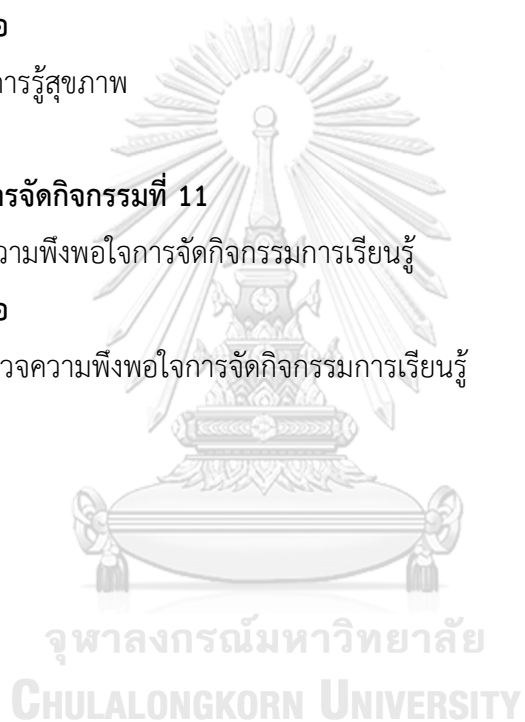 อ
การรู้สุขภาพ
ารจัดกิจกรรมที่ 11
วามพึงพอใจการจัดกิจกรรมการเรียนรู้
อ
วจความพึงพอใจการจัดกิจกรรมการเรียนรู้
จุฬาลงกรณ์มหาวิทยาลัย
CHULALONGKORN UNIVERSITY